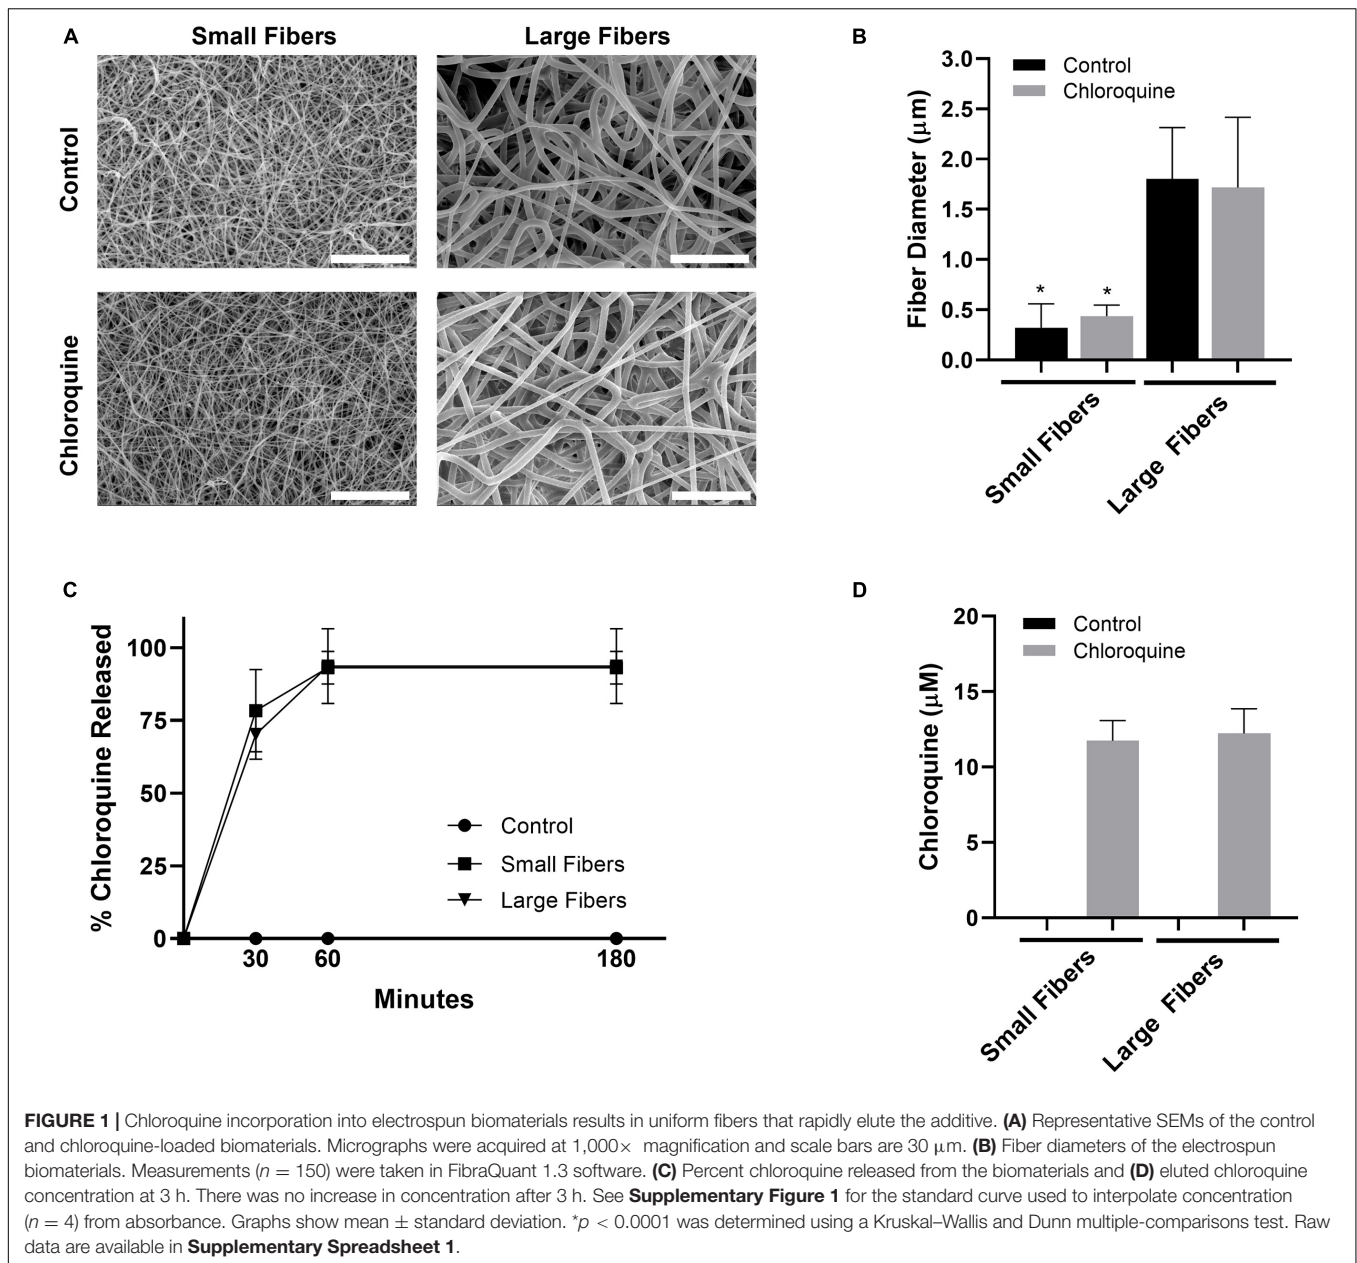 A
Small Fibers
Large Fibers
Control
Chloroquine
B
3.0
2.5
2.0
1.5
1.0
0.5
0.0
Fiber Diameter (μm)
Control
Chloroquine
*
*
Small Fibers
Large Fibers
C
% Chloroquine Released
100
75
50
25
0
30
60
180
Minutes
Control
Small Fibers
Large Fibers
D
Chloroquine (μM)
20
15
10
5
0
Control
Chloroquine
Small Fibers
Large Fibers
FIGURE 1 | Chloroquine incorporation into electrospun biomaterials results in uniform fibers that rapidly elute the additive. (A) Representative SEMs of the control
and chloroquine-loaded biomaterials. Micrographs were acquired at 1,000× magnification and scale bars are 30 μm. (B) Fiber diameters of the electrospun
biomaterials. Measurements (n = 150) were taken in FibraQuant 1.3 software. (C) Percent chloroquine released from the biomaterials and (D) eluted chloroquine
concentration at 3 h. There was no increase in concentration after 3 h. See Supplementary Figure 1 for the standard curve used to interpolate concentration
(n = 4) from absorbance. Graphs show mean ± standard deviation. *p < 0.0001 was determined using a Kruskal–Wallis and Dunn multiple-comparisons test. Raw
data are available in Supplementary Spreadsheet 1.